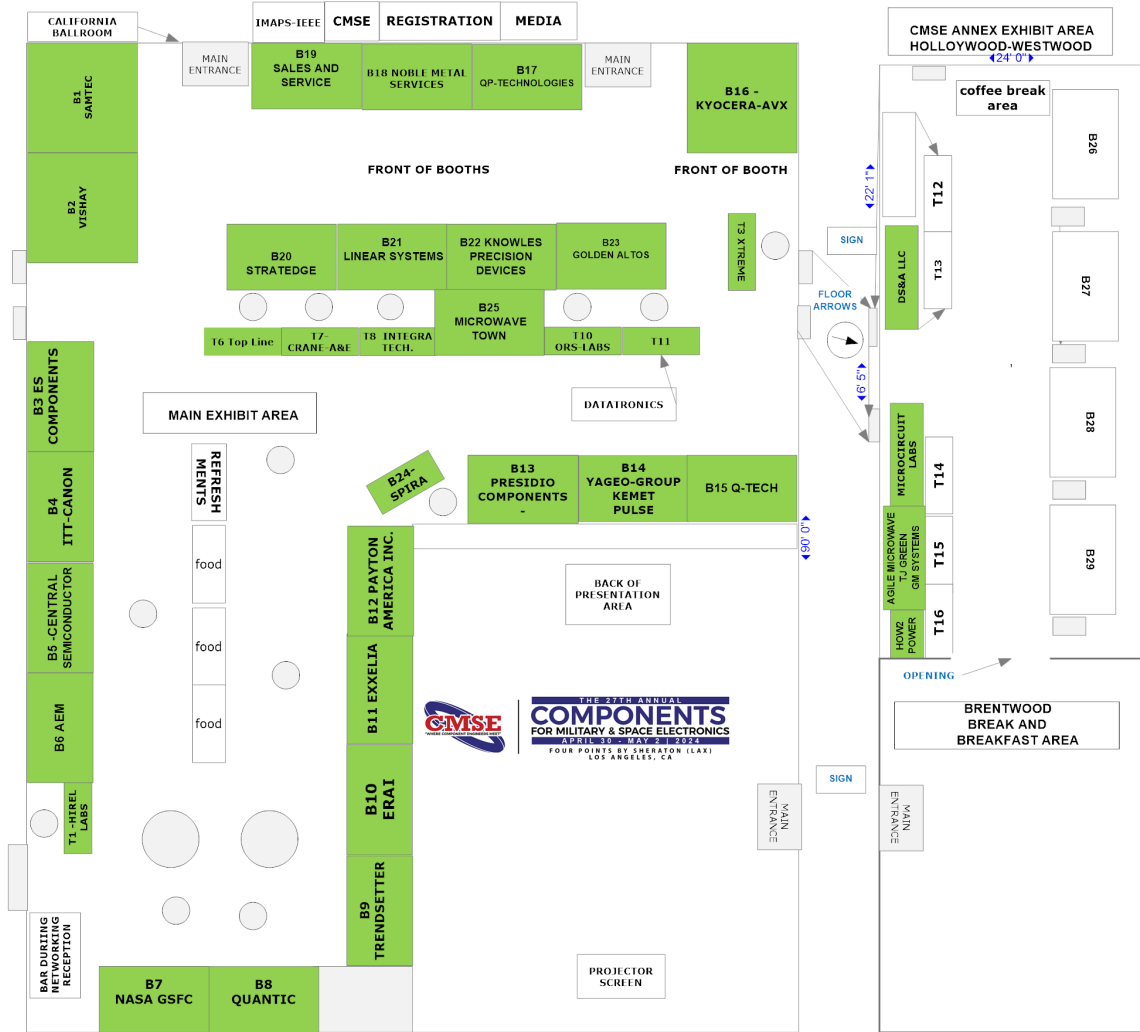 CALIFORNIA
BALLROOM
IMAPS-IEEE
CMSE
REGISTRATION
MEDIA
CMSE ANNEX EXHIBIT AREA
HOLLOYWOOD-WESTWOOD
24' 0"
MAIN
ENTRANCE
B19
SALES AND
SERVICE
B18 NOBLE METAL
SERVICES
B17
QP-TECHNOLOGIES
MAIN
ENTRANCE
B1
SAMTEC
B16 -
KYOCERA-AVX
coffee break
area
B26
FRONT OF BOOTHS
FRONT OF BOOTH
22' 1"
T12
B2
VISHAY
B20
STRATEDGE
B21
LINEAR SYSTEMS
B22 KNOWLES
PRECISION
DEVICES
B23
GOLDEN ALTOS
T3 XTREME
SIGN
DS&A LLC
T13
B27
FLOOR
ARROWS
B25
MICROWAVE
TOWN
T6 Top Line
T7-
CRANE-A&E
T8 INTEGRA
TECH.
T10
ORS-LABS
T11
B3 ES
COMPONENTS
6' 5"
DATATRONICS
MAIN EXHIBIT AREA
B28
REFRESH
MENTS
B24-
SPIRA
B13
PRESIDIO
COMPONENTS
-
B14
YAGEO-GROUP
KEMET
PULSE
B15 Q-TECH
MICROCIRCUIT
LABS
T14
B4
ITT-CANON
90' 0"
food
B12 PAYTON
AMERICA INC.
AGILE MICROWAVE
TJ GREEN
GM SYSTEMS
T15
B29
BACK OF
PRESENTATION
AREA
B5 -CENTRAL
SEMICONDUCTOR
food
HOW2
POWER
T16
OPENING
B11 EXXELIA
B6 AEM
food
CMSE
"WHERE COMPONENT ENGINEERS MEET"
THE 27TH ANNUAL
COMPONENTS
FOR MILITARY & SPACE ELECTRONICS
APRIL 30 - MAY 2 | 2024
FOUR POINTS BY SHERATON (LAX)
LOS ANGELES, CA
BRENTWOOD
BREAK AND
BREAKFAST AREA
B10
ERAI
SIGN
MAIN
ENTRANCE
MAIN
ENTRANCE
T1 -HIREL
LABS
B9
TRENDSETTER
BAR DURIING
NETWORKING
RECEPTION
B7
NASA GSFC
B8
QUANTIC
PROJECTOR
SCREEN